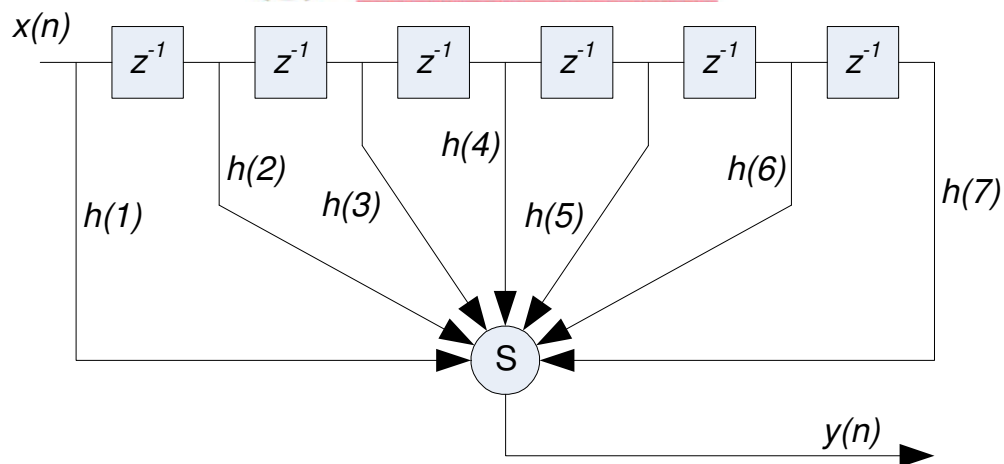 x(n)
z⁻¹ z⁻¹ z⁻¹ z⁻¹ z⁻¹ z⁻¹
h(4)
h(2) h(6)
h(3) h(5) h(7)
h(1)
S
y(n)